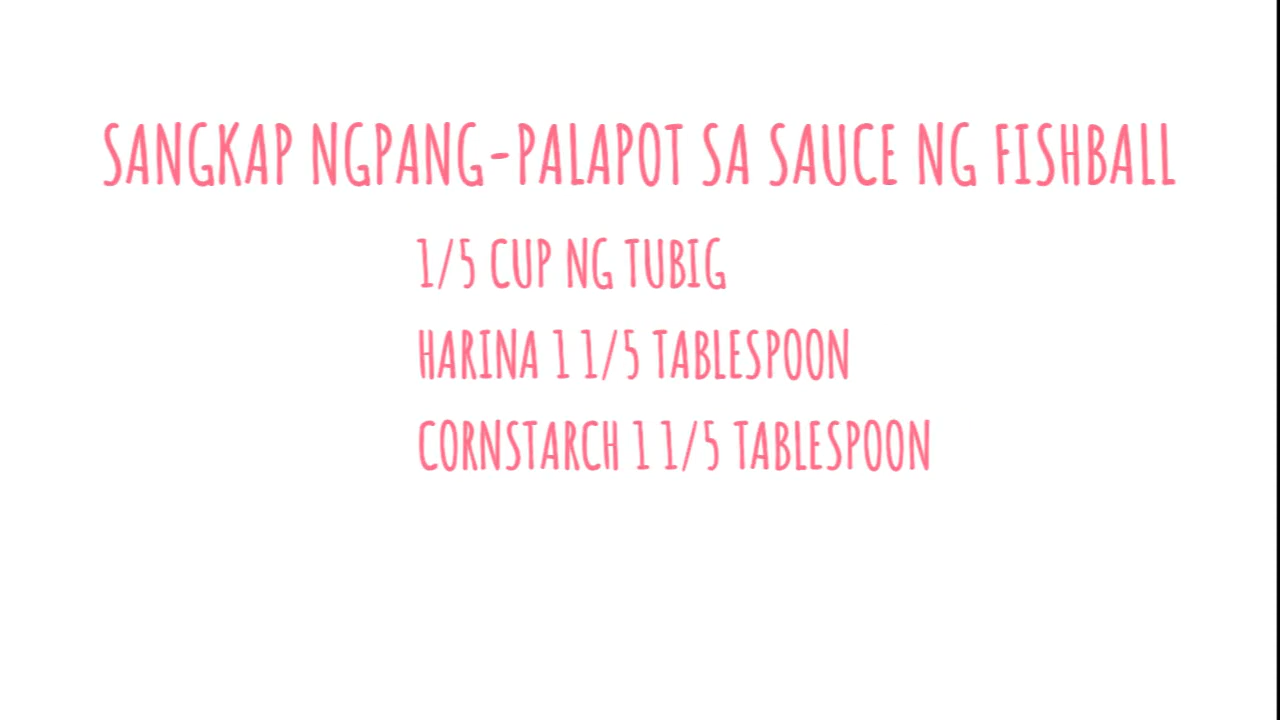 SANGKAP NGPANG-PALAPOT SA SAUCE NG FISHBALL
1/5 CUP NG TUBIG
HARINA 1 1/5 TABLESPOON
CORNSTARCH 1 1/5 TABLESPOON